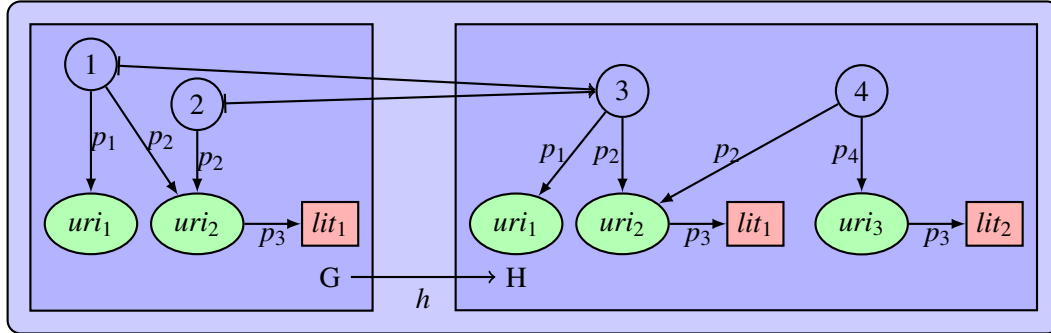 1
2
3
4
p₁
p₂
p₂
p₁
p₂
p₂
p₄
uri₁
uri₂
p₃
lit₁
uri₁
uri₂
p₃
lit₁
uri₃
p₃
lit₂
G
h
H